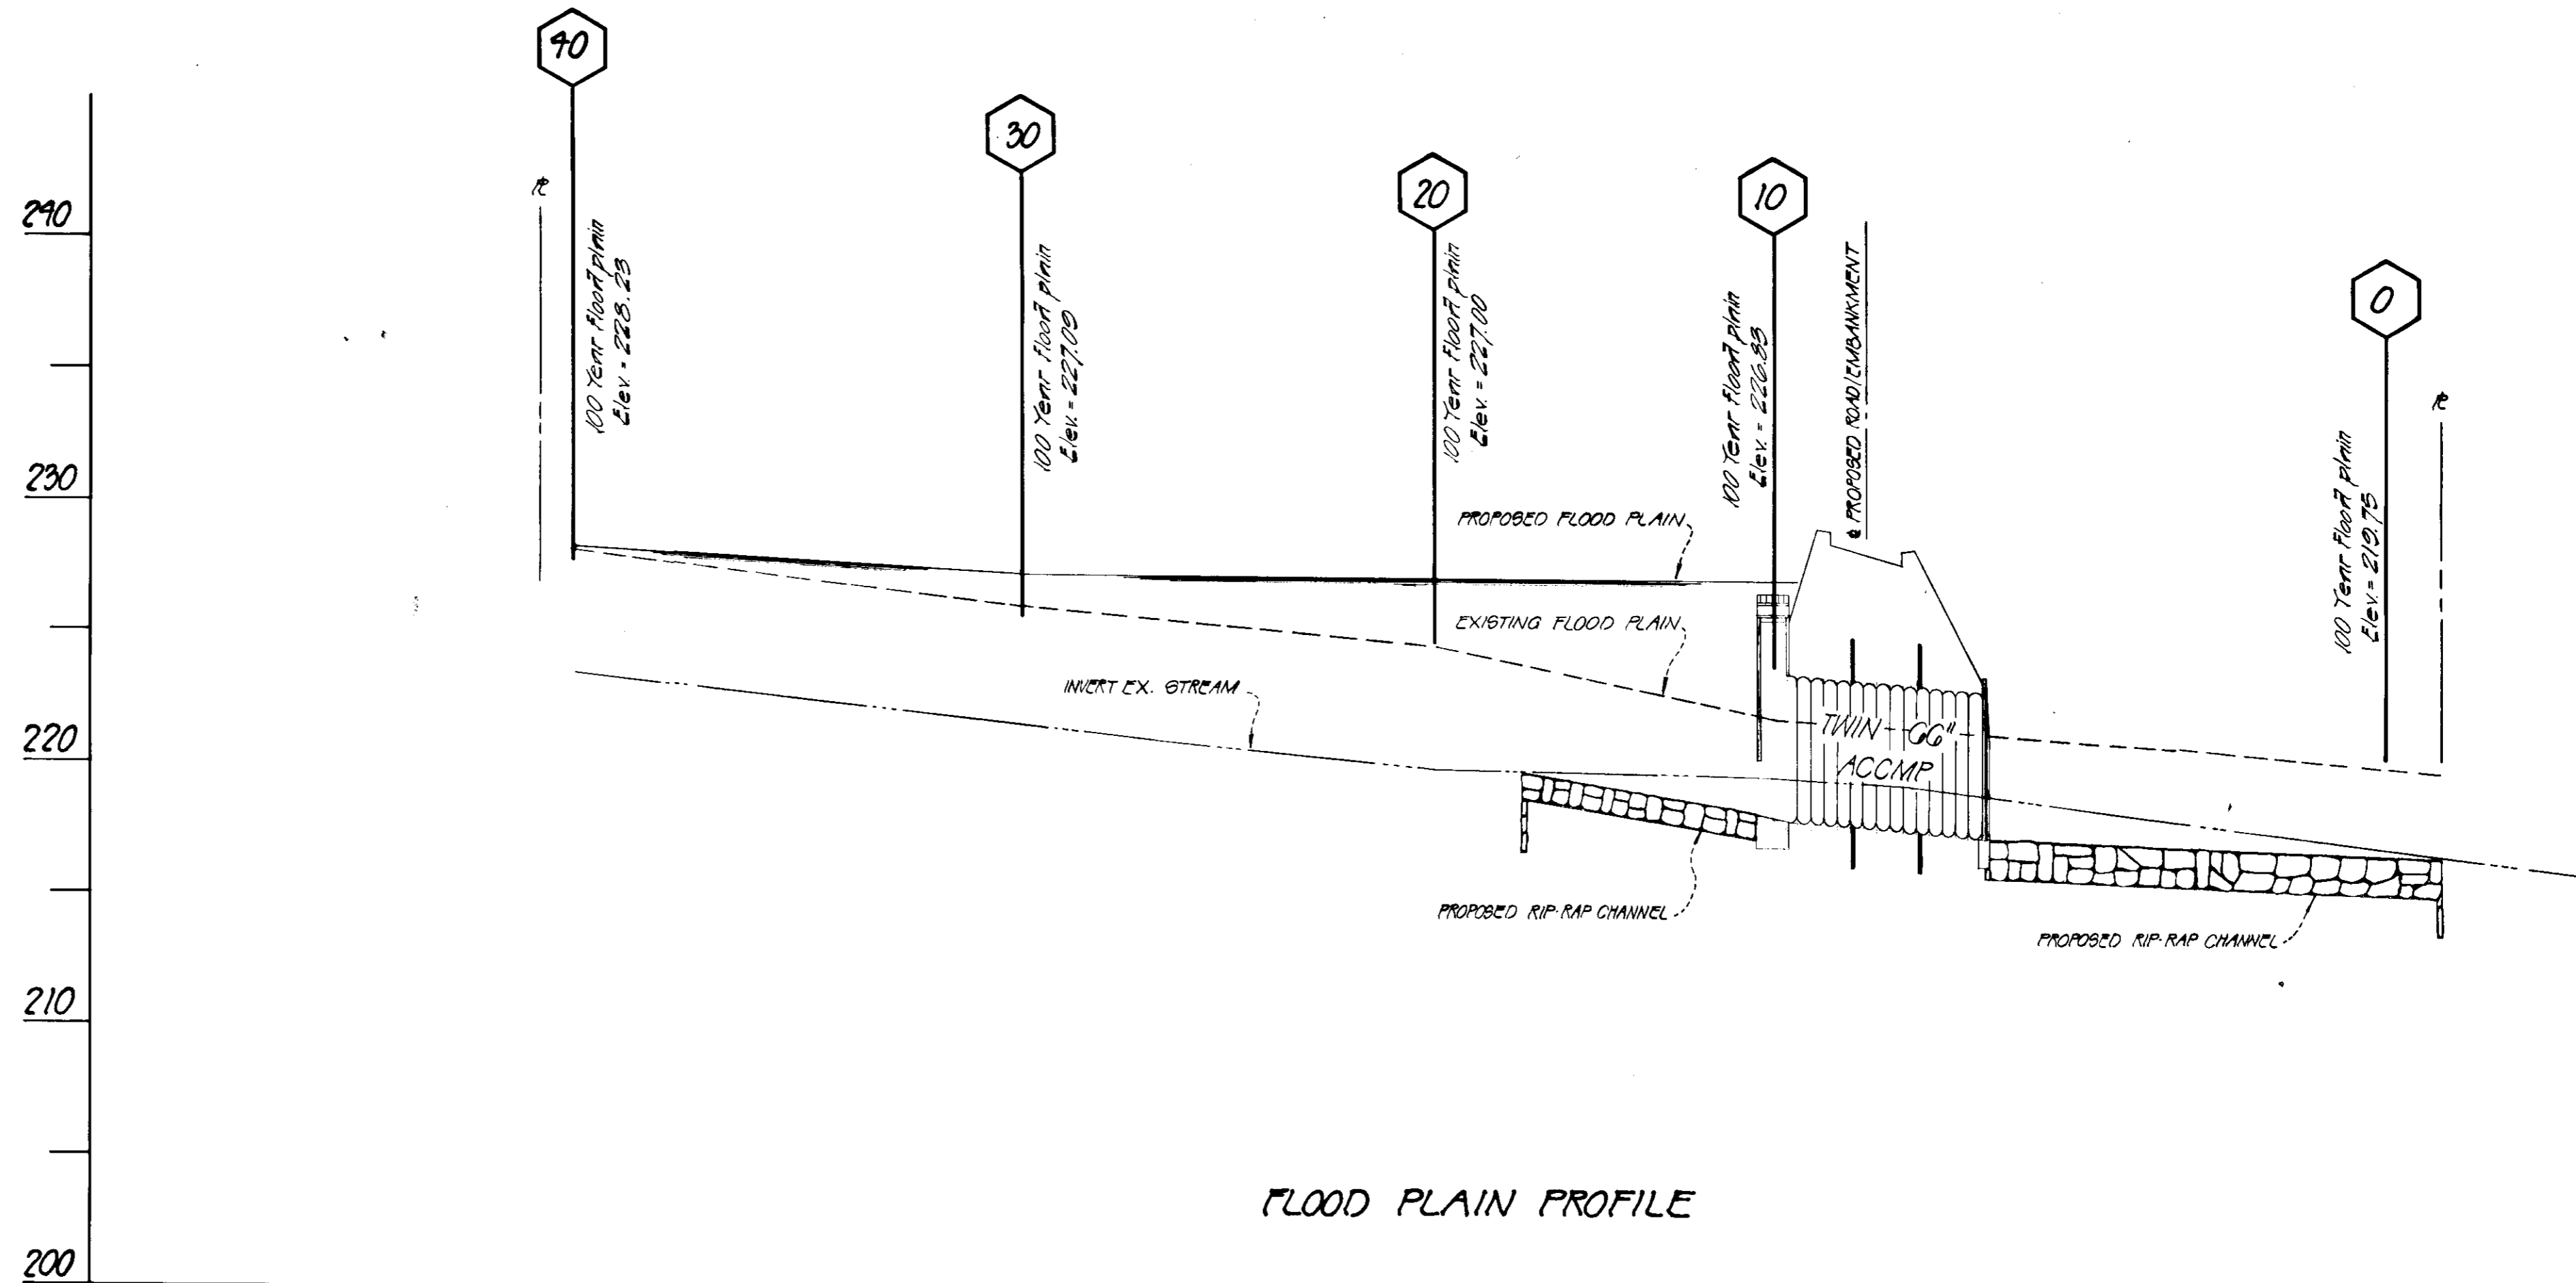 40
30
20
10
0
℄
℄
100 Year Flood plain
Elev. = 228.23
100 Year Flood plain
Elev. = 227.09
100 Year Flood plain
Elev. = 227.00
100 Year Flood plain
Elev. = 226.83
℄ PROPOSED ROAD/EMBANKMENT
100 Year Flood plain
Elev. = 219.75
240
230
220
210
200
PROPOSED FLOOD PLAIN
EXISTING FLOOD PLAIN
INVERT EX. STREAM
TWIN - 66"
ACCMP
PROPOSED RIP-RAP CHANNEL
PROPOSED RIP-RAP CHANNEL
FLOOD PLAIN PROFILE